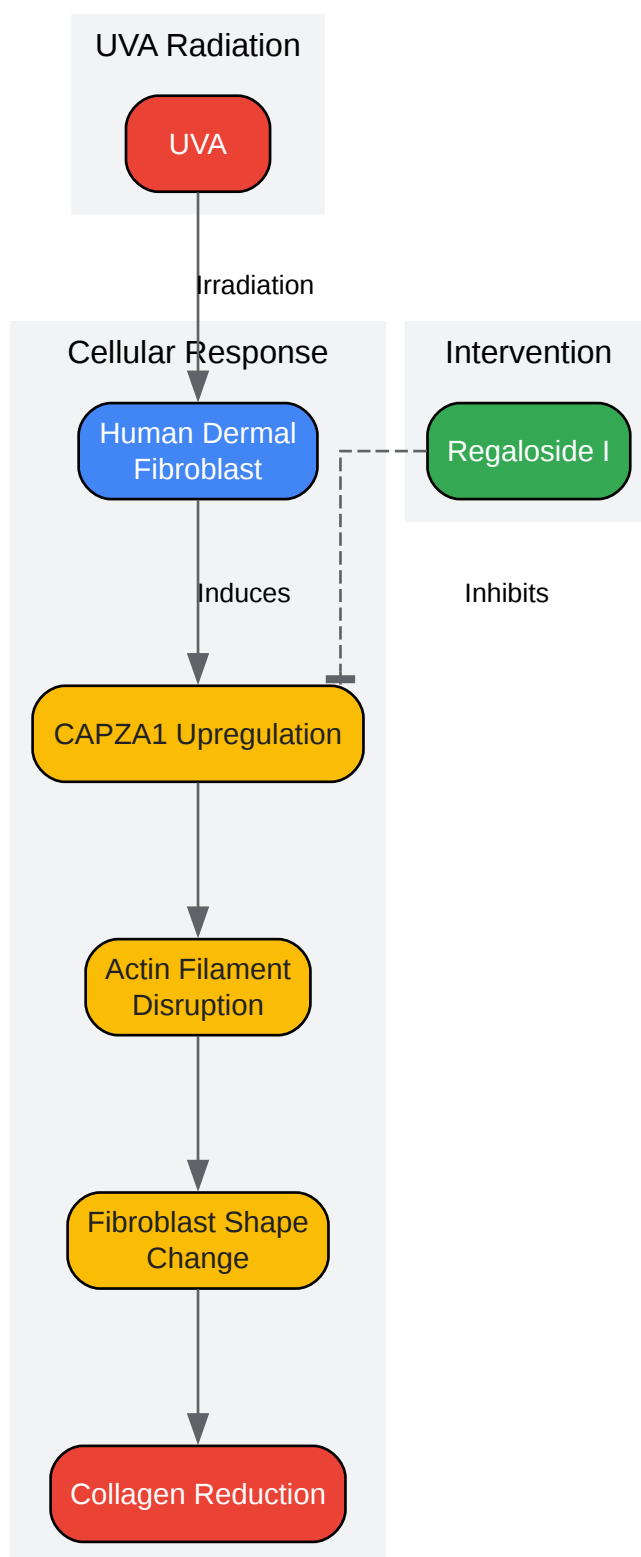 UVA Radiation
UVA
Irradiation
Cellular Response
Intervention
Human Dermal
Fibroblast
Regaloside I
Induces
Inhibits
CAPZA1 Upregulation
Actin Filament
Disruption
Fibroblast Shape
Change
Collagen Reduction